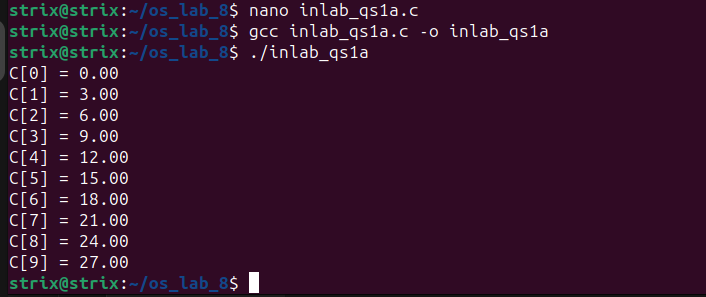 strix@strix:~/os_lab_8$ nano inlab_qs1a.c
strix@strix:~/os_lab_8$ gcc inlab_qs1a.c -o inlab_qs1a
strix@strix:~/os_lab_8$ ./inlab_qs1a
C[0] = 0.00
C[1] = 3.00
C[2] = 6.00
C[3] = 9.00
C[4] = 12.00
C[5] = 15.00
C[6] = 18.00
C[7] = 21.00
C[8] = 24.00
C[9] = 27.00
strix@strix:~/os_lab_8$